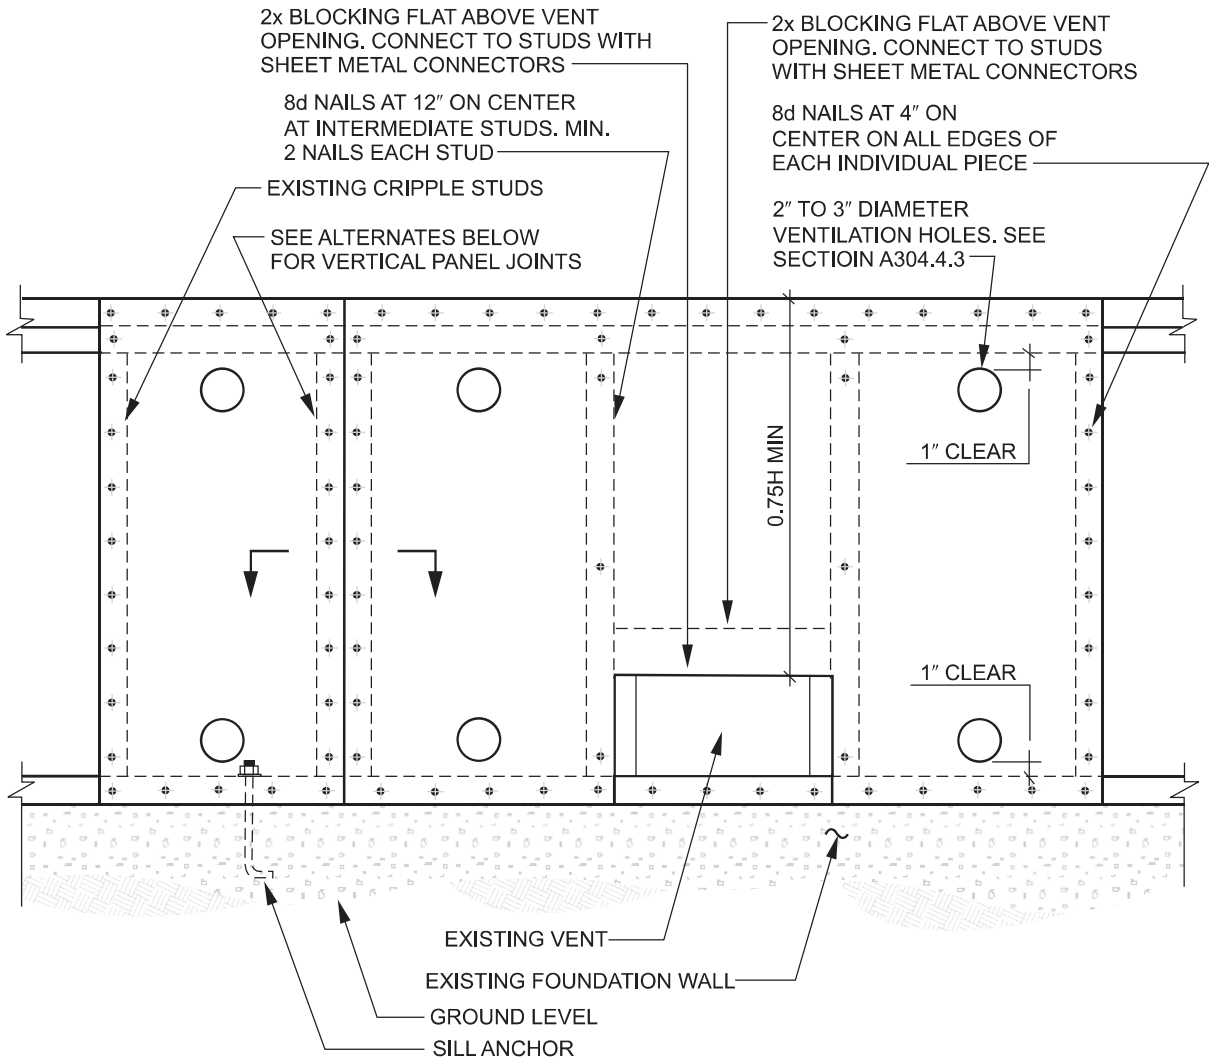 2x BLOCKING FLAT ABOVE VENT
OPENING. CONNECT TO STUDS WITH
SHEET METAL CONNECTORS
8d NAILS AT 12″ ON CENTER
AT INTERMEDIATE STUDS. MIN.
2 NAILS EACH STUD
EXISTING CRIPPLE STUDS
SEE ALTERNATES BELOW
FOR VERTICAL PANEL JOINTS
2x BLOCKING FLAT ABOVE VENT
OPENING. CONNECT TO STUDS
WITH SHEET METAL CONNECTORS
8d NAILS AT 4″ ON
CENTER ON ALL EDGES OF
EACH INDIVIDUAL PIECE
2″ TO 3″ DIAMETER
VENTILATION HOLES. SEE
SECTIOIN A304.4.3
0.75H MIN
1″ CLEAR
1″ CLEAR
EXISTING VENT
EXISTING FOUNDATION WALL
GROUND LEVEL
SILL ANCHOR